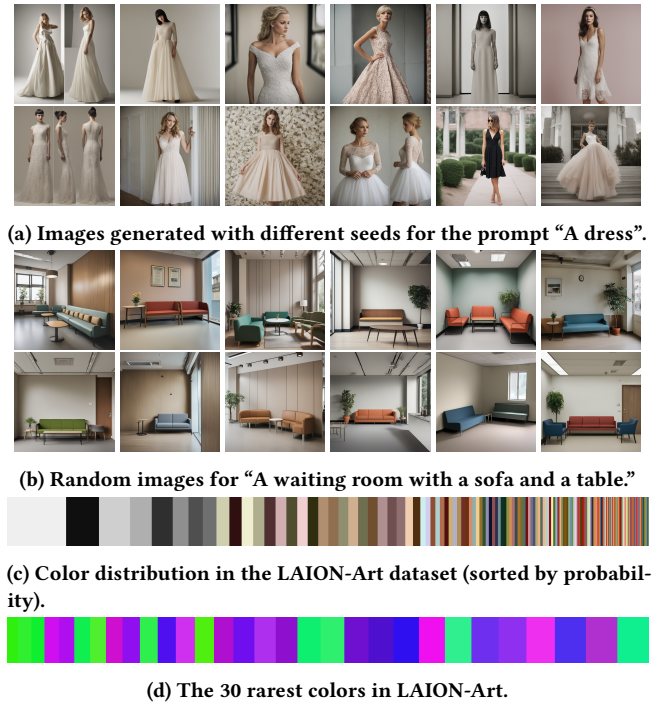 (a) Images generated with different seeds for the prompt “A dress”.
(b) Random images for “A waiting room with a sofa and a table.”
(c) Color distribution in the LAION-Art dataset (sorted by probabil-
ity).
(d) The 30 rarest colors in LAION-Art.